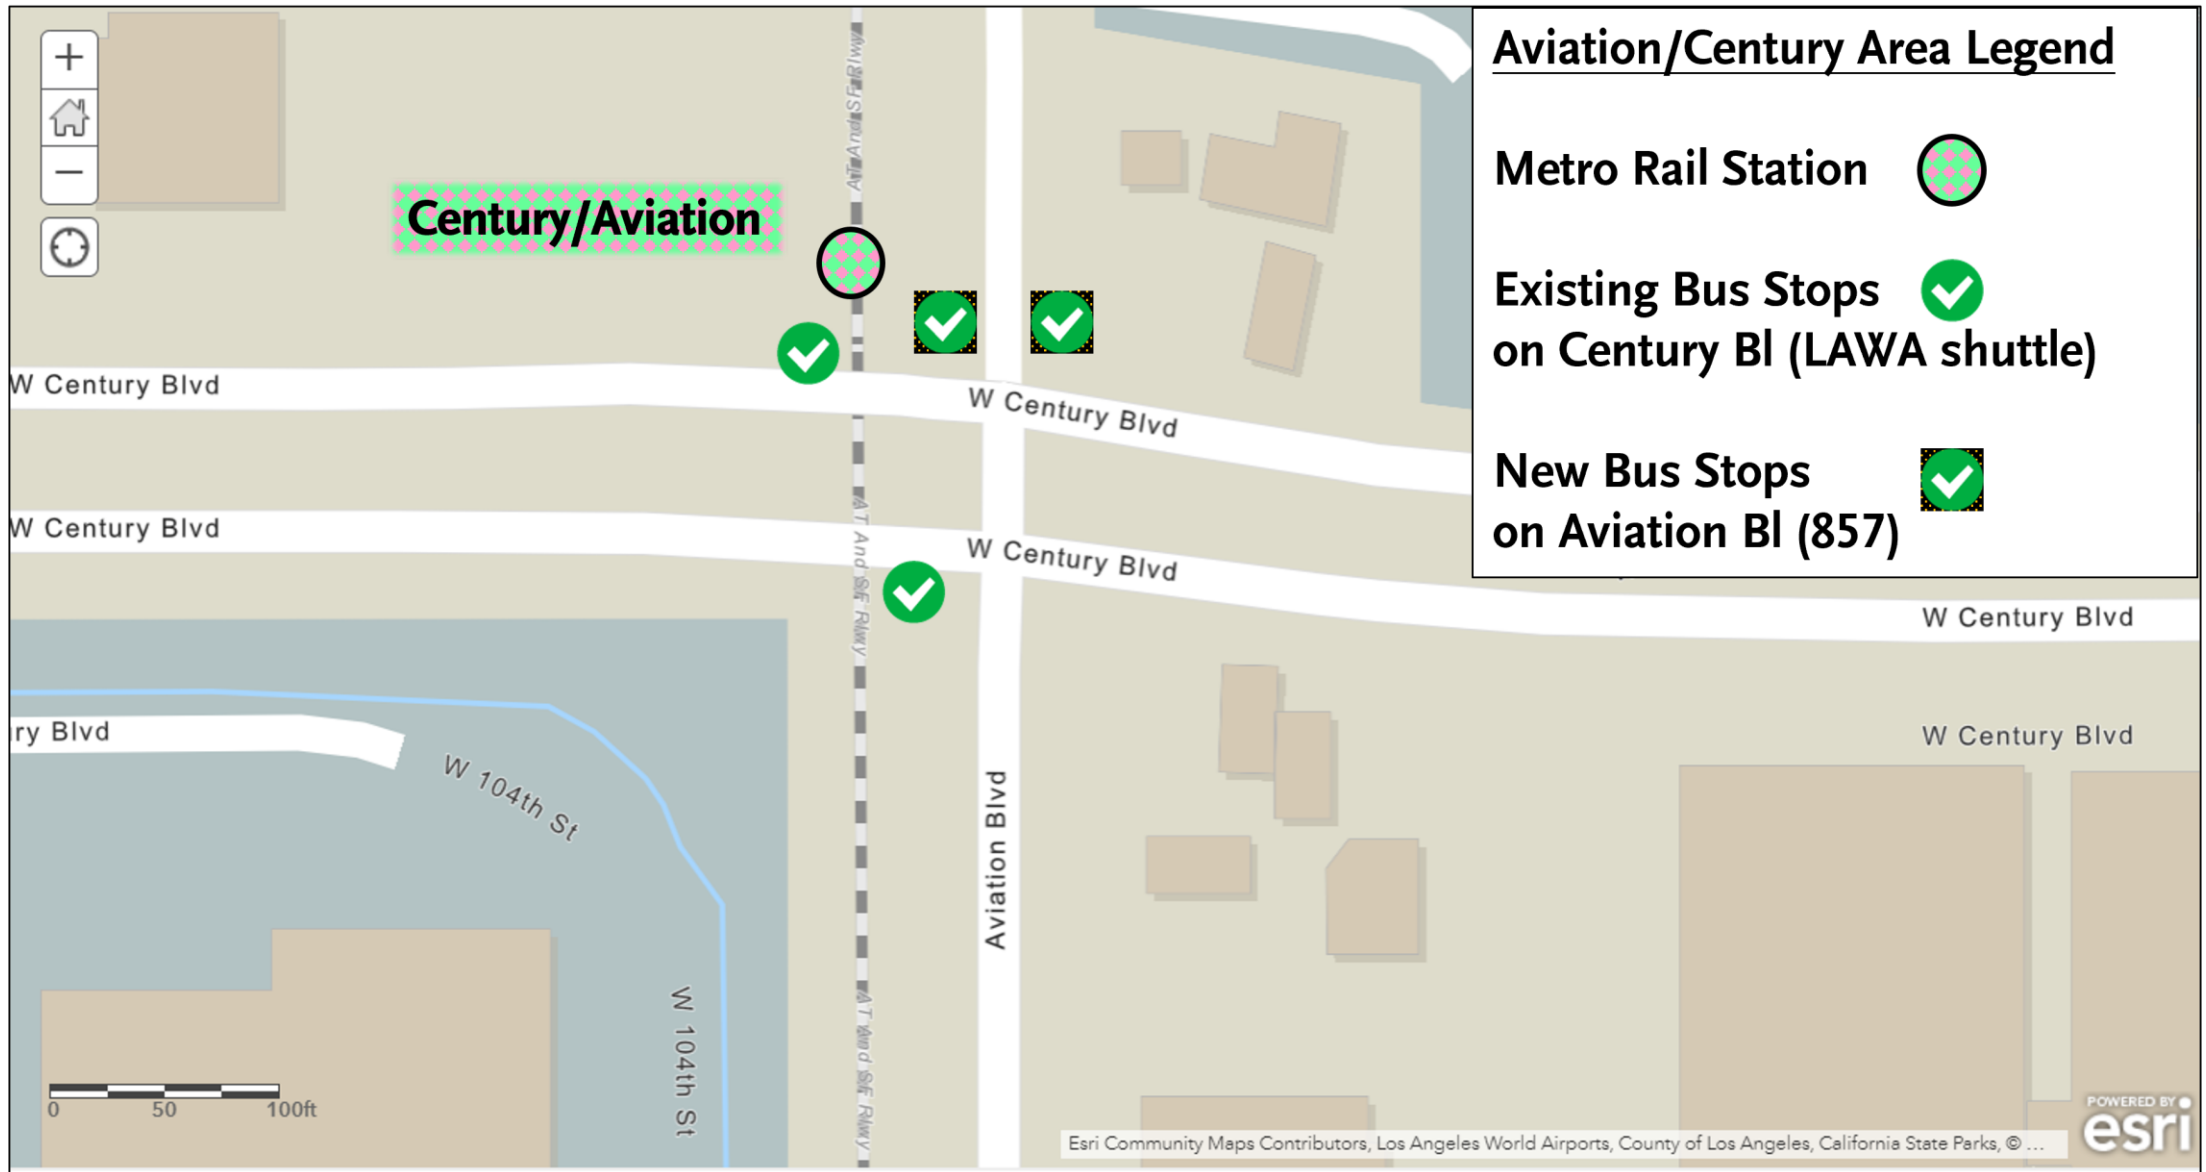 Aviation/Century Area Legend
Metro Rail Station
Existing Bus Stops
on Century Bl (LAWA shuttle)
New Bus Stops
on Aviation Bl (857)
+
−
AT And SF Rlwy
Century/Aviation
W Century Blvd
W Century Blvd
W Century Blvd
W Century Blvd
AT And SF Rlwy
W Century Blvd
ry Blvd
W 104th St
W Century Blvd
Aviation Blvd
W 104th St
AT And SF Rlwy
0 50 100ft
POWERED BY
esri
Esri Community Maps Contributors, Los Angeles World Airports, County of Los Angeles, California State Parks, © ...